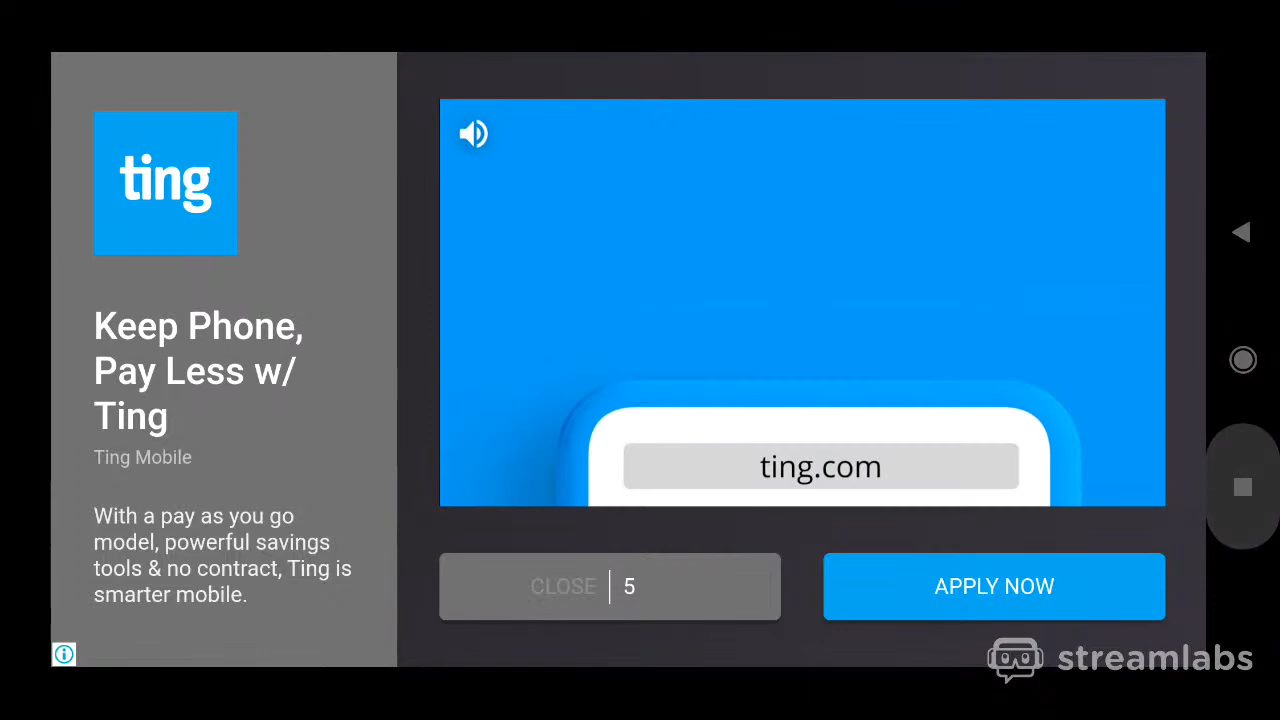 ting
Keep Phone,
Pay Less w/
Ting
Ting Mobile
With a pay as you go
model, powerful savings
tools & no contract, Ting is
smarter mobile.
ting.com
CLOSE 5
APPLY NOW
streamlabs